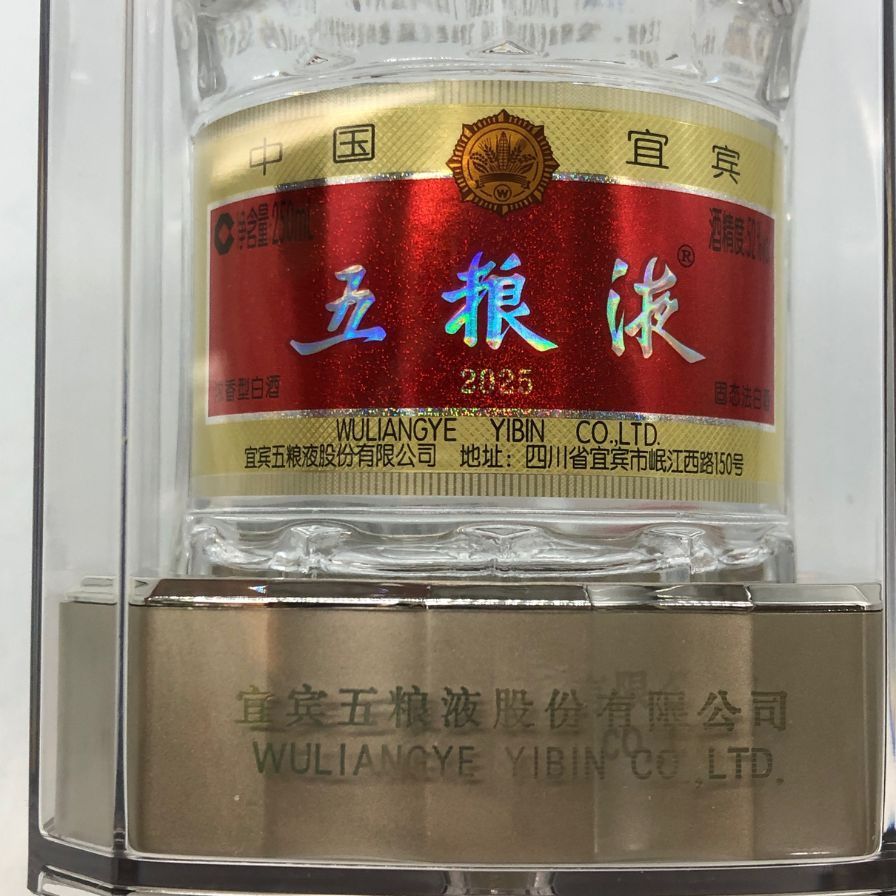 中国 宜宾
净含量:250mL 酒精度:52%vol
五粮液®
2025
浓香型白酒 固态法白酒
WULIANGYE YIBIN CO.,LTD.
宜宾五粮液股份有限公司 地址：四川省宜宾市岷江西路150号
宜宾五粮液股份有限公司
WULIANGYE YIBIN CO.,LTD.